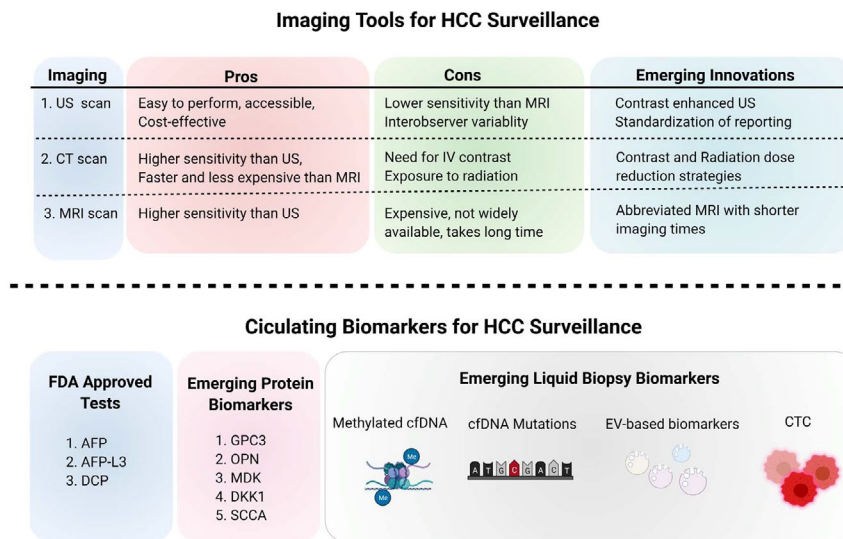 Imaging Tools for HCC Surveillance
Imaging Pros Cons Emerging Innovations
1. US scan Easy to perform, accessible, Lower sensitivity than MRI Contrast enhanced US
Cost-effective Interobserver variablity Standardization of reporting
2. CT scan Higher sensitivity than US, Need for IV contrast Contrast and Radiation dose
Faster and less expensive than MRI Exposure to radiation reduction strategies
3. MRI scan Higher sensitivity than US Expensive, not widely Abbreviated MRI with shorter
available, takes long time imaging times
Ciculating Biomarkers for HCC Surveillance
FDA Approved
Tests
1. AFP
2. AFP-L3
3. DCP
Emerging Protein
Biomarkers
1. GPC3
2. OPN
3. MDK
4. DKK1
5. SCCA
Emerging Liquid Biopsy Biomarkers
Methylated cfDNA cfDNA Mutations EV-based biomarkers CTC
Me
Me
A T G C G A C T